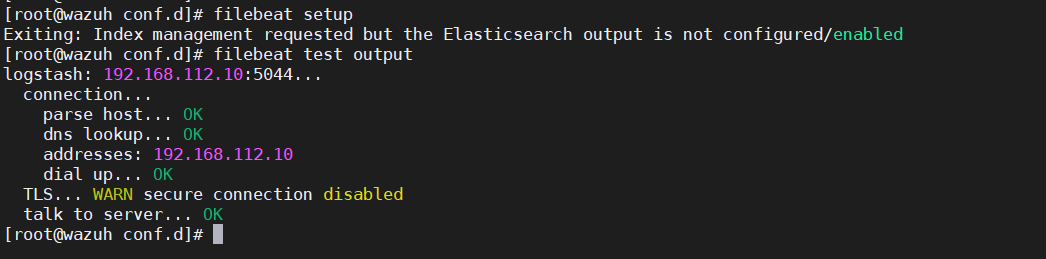 [root@wazuh conf.d]# filebeat setup
Exiting: Index management requested but the Elasticsearch output is not configured/enabled
[root@wazuh conf.d]# filebeat test output
logstash: 192.168.112.10:5044...
  connection...
    parse host... OK
    dns lookup... OK
    addresses: 192.168.112.10
    dial up... OK
  TLS... WARN secure connection disabled
  talk to server... OK
[root@wazuh conf.d]#